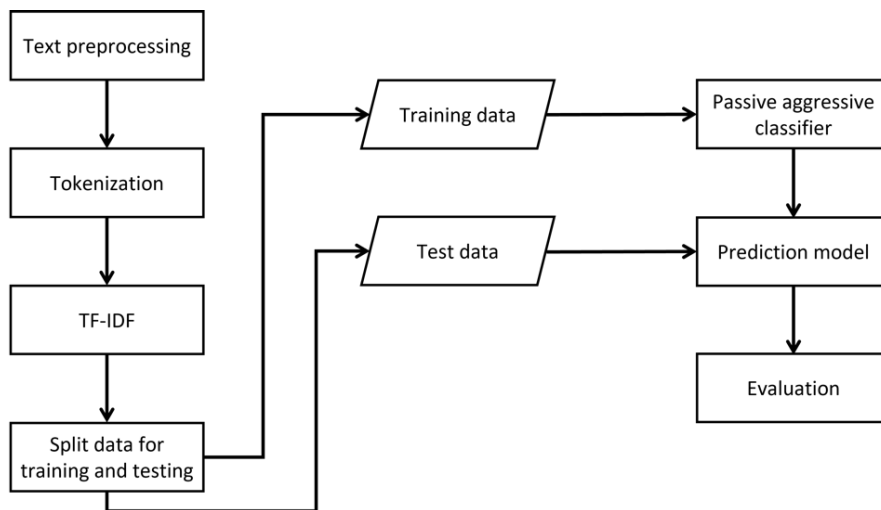 Text preprocessing
Tokenization
TF-IDF
Split data for
training and testing
Training data
Test data
Passive aggressive
classifier
Prediction model
Evaluation